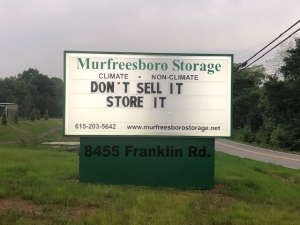 Murfreesboro Storage
CLIMATE • NON-CLIMATE
DON'T SELL IT
STORE IT
615-203-5642 www.murfreesborostorage.net
8455 Franklin Rd.